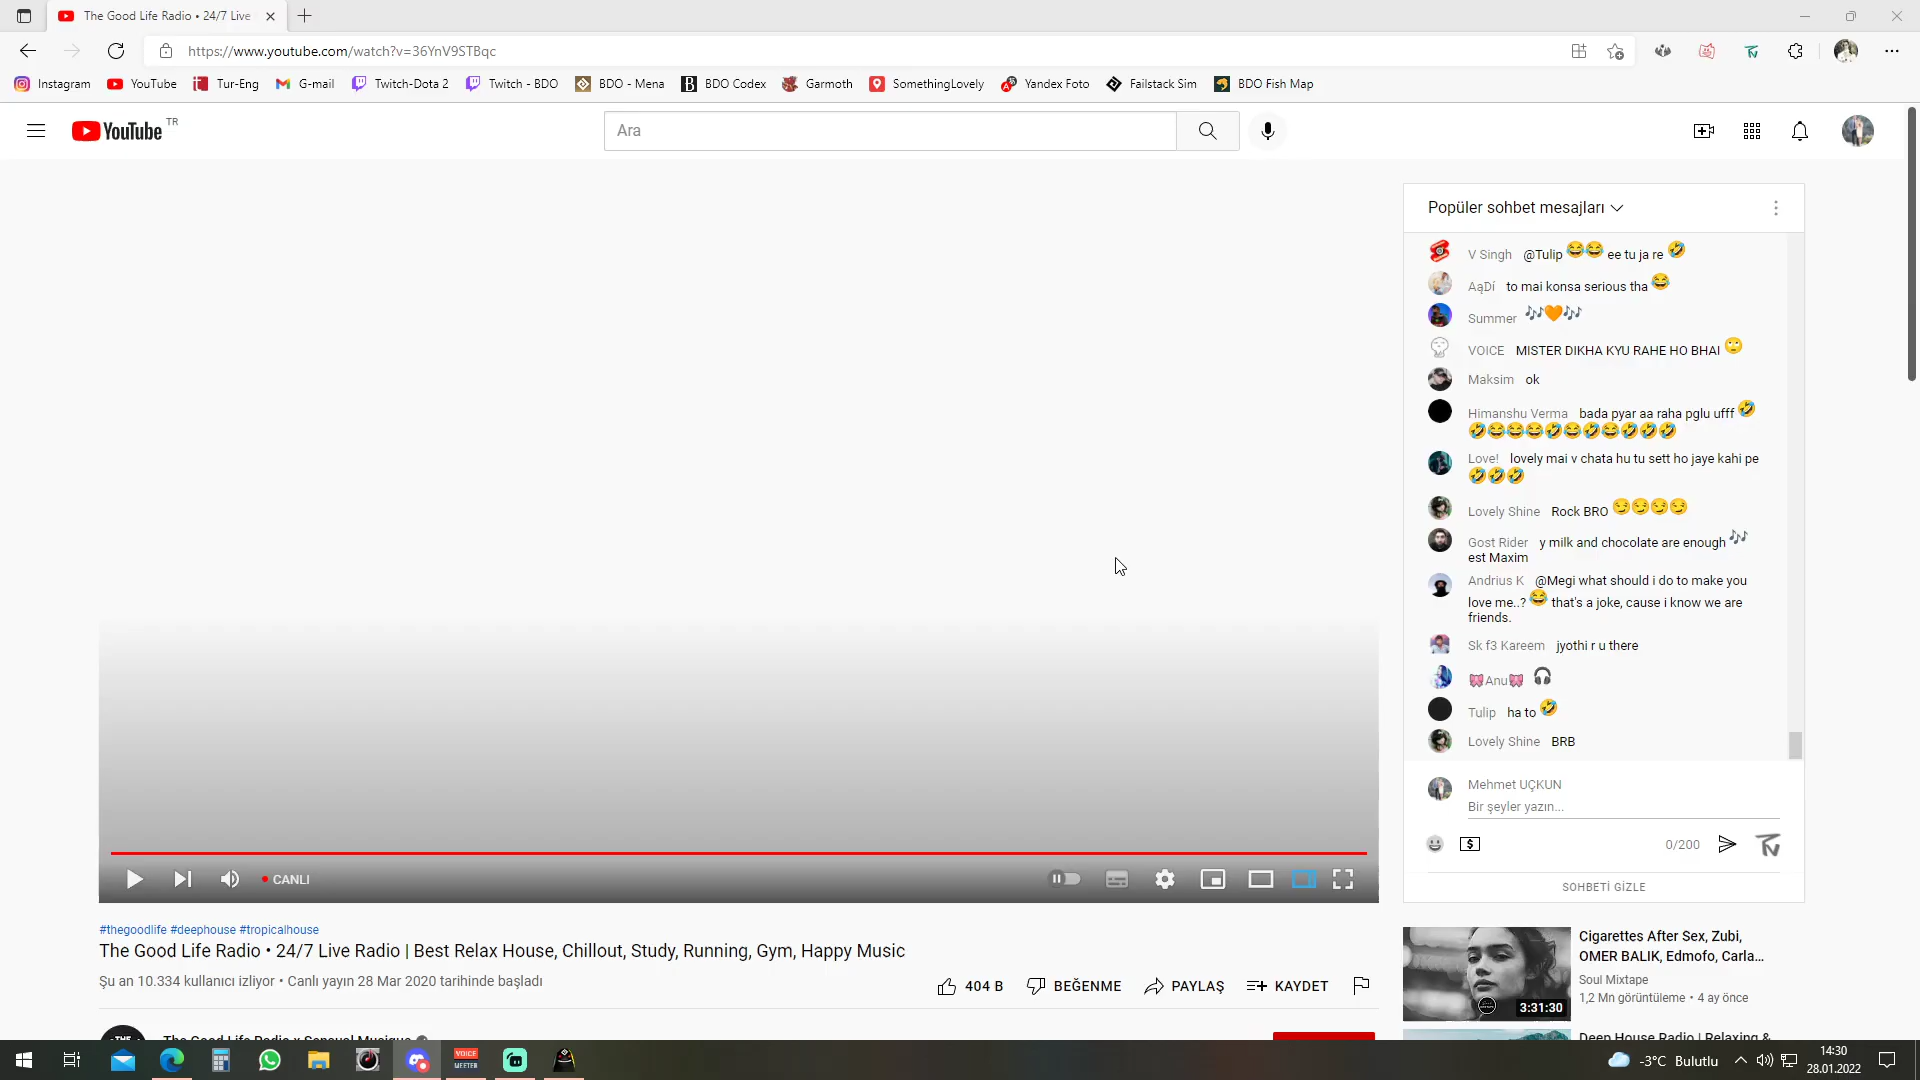 The Good Life Radio • 24/7 Live
https://www.youtube.com/watch?v=36YnV9STBqc
Instagram YouTube Tur-Eng G-mail Twitch-Dota 2 Twitch - BDO BDO - Mena BDO Codex Garmoth SomethingLovely Yandex Foto Failstack Sim BDO Fish Map
YouTube TR
Ara
Popüler sohbet mesajları
V Singh @Tulip 😂😂 ee tu ja re 🤣
AąDí to mai konsa serious tha 😂
Summer 🎶🧡🎶
VOICE MISTER DIKHA KYU RAHE HO BHAI 🙄
Maksim ok
Himanshu Verma bada pyar aa raha pglu ufff 🤣
🤣😂😂😂🤣😂🤣😂🤣🤣🤣
Love! lovely mai v chata hu tu sett ho jaye kahi pe
🤣🤣🤣
Lovely Shine Rock BRO 😏😏😏😏
Gost Rider y milk and chocolate are enough 🎶
est Maxim
Andrius K @Megi what should i do to make you
love me..? 😂 that's a joke, cause i know we are
friends.
Sk f3 Kareem jyothi r u there
🎀Anu🎀 🎧
Tulip ha to 🤣
Lovely Shine BRB
Mehmet UÇKUN
Bir şeyler yazın...
0/200
SOHBETİ GİZLE
CANLI
#thegoodlife #deephouse #tropicalhouse
The Good Life Radio • 24/7 Live Radio | Best Relax House, Chillout, Study, Running, Gym, Happy Music
Şu an 10.334 kullanıcı izliyor • Canlı yayın 28 Mar 2020 tarihinde başladı
404 B BEĞENME PAYLAŞ KAYDET
The Good Life Radio x Sensual Musique
Cigarettes After Sex, Zubi,
OMER BALIK, Edmofo, Carla...
Soul Mixtape
1,2 Mn görüntüleme • 4 ay önce
3:31:30
Deep House Radio | Relaxing &
VOICE
MEETER
-3°C Bulutlu
14:30
28.01.2022